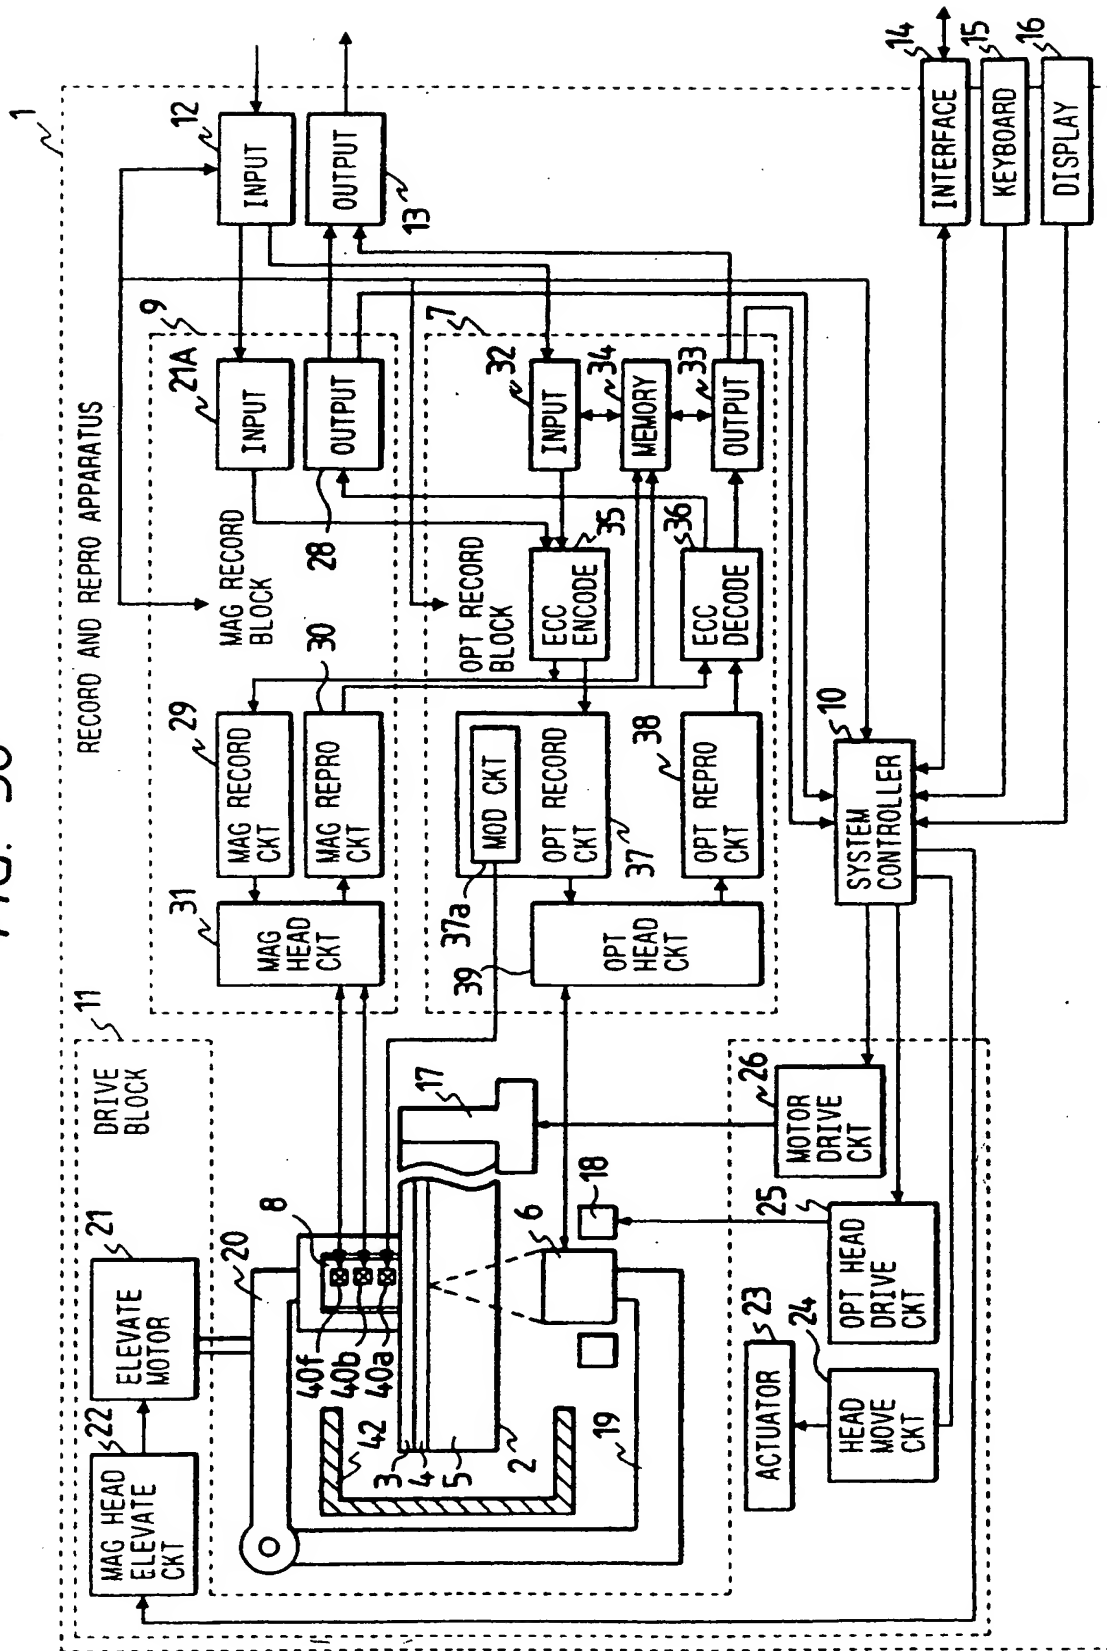 FIG.
RECORD AND REPRO APPARATUS
1
11
DRIVE
BLOCK
22
MAG HEAD
ELEVATE
CKT
21
ELEVATE
MOTOR
20
8
40f
40b
40a
42
3
4
5
2
19
17
6
18
9
MAG RECORD
BLOCK
31
MAG
HEAD
CKT
29
MAG RECORD
CKT
30
MAG REPRO
CKT
21A
INPUT
28
OUTPUT
12
INPUT
13
OUTPUT
7
OPT RECORD
BLOCK
39
OPT
HEAD
CKT
37a
MOD CKT
OPT RECORD
CKT
37
38
OPT REPRO
CKT
35
ECC
ENCODE
36
ECC
DECODE
32
INPUT
34
MEMORY
33
OUTPUT
23
ACTUATOR
24
HEAD
MOVE
CKT
25
OPT HEAD
DRIVE
CKT
26
MOTOR
DRIVE
CKT
10
SYSTEM
CONTROLLER
14
INTERFACE
15
KEYBOARD
16
DISPLAY